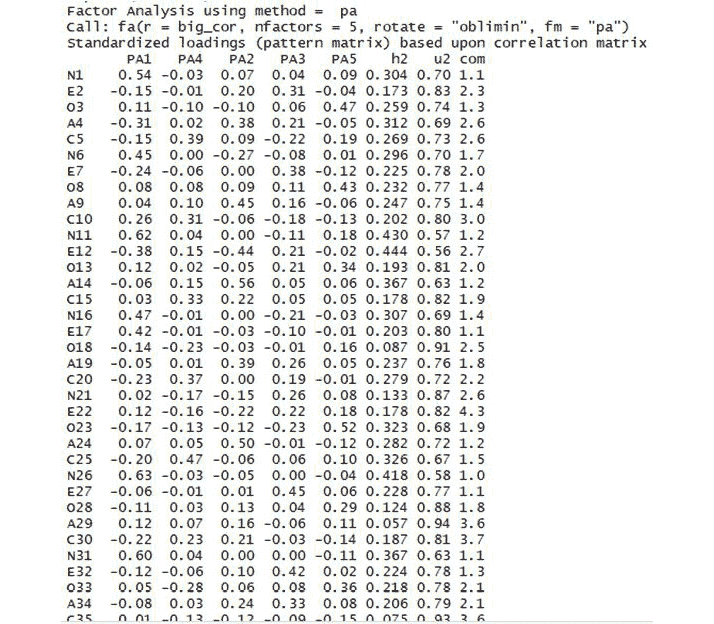 Factor Analysis using method = pa
Call: fa(r = big_cor, nfactors = 5, rotate = "oblimin", fm = "pa")
Standardized loadings (pattern matrix) based upon correlation matrix
PA1 PA4 PA2 PA3 PA5 h2 u2 com
N1 0.54 -0.03 0.07 0.04 0.09 0.304 0.70 1.1
E2 -0.15 -0.01 0.20 0.31 -0.04 0.173 0.83 2.3
O3 0.11 -0.10 -0.10 0.06 0.47 0.259 0.74 1.3
A4 -0.31 0.02 0.38 0.21 -0.05 0.312 0.69 2.6
C5 -0.15 0.39 0.09 -0.22 0.19 0.269 0.73 2.6
N6 0.45 0.00 -0.27 -0.08 0.01 0.296 0.70 1.7
E7 -0.24 -0.06 0.00 0.38 -0.12 0.225 0.78 2.0
O8 0.08 0.08 0.09 0.11 0.43 0.232 0.77 1.4
A9 0.04 0.10 0.45 0.16 -0.06 0.247 0.75 1.4
C10 0.26 0.31 -0.06 -0.18 -0.13 0.202 0.80 3.0
N11 0.62 0.04 0.00 -0.11 0.18 0.430 0.57 1.2
E12 -0.38 0.15 -0.44 0.21 -0.02 0.444 0.56 2.7
O13 0.12 0.02 -0.05 0.21 0.34 0.193 0.81 2.0
A14 -0.06 0.15 0.56 0.05 0.06 0.367 0.63 1.2
C15 0.03 0.33 0.22 0.05 0.05 0.178 0.82 1.9
N16 0.47 -0.01 0.00 -0.21 -0.03 0.307 0.69 1.4
E17 0.42 -0.01 -0.03 -0.10 -0.01 0.203 0.80 1.1
O18 -0.14 -0.23 -0.03 -0.01 0.16 0.087 0.91 2.5
A19 -0.05 0.01 0.39 0.26 0.05 0.237 0.76 1.8
C20 -0.23 0.37 0.00 0.19 -0.01 0.279 0.72 2.2
N21 0.02 -0.17 -0.15 0.26 0.08 0.133 0.87 2.6
E22 0.12 -0.16 -0.22 0.22 0.18 0.178 0.82 4.3
O23 -0.17 -0.13 -0.12 -0.23 0.52 0.323 0.68 1.9
A24 0.07 0.05 0.50 -0.01 -0.12 0.282 0.72 1.2
C25 -0.20 0.47 -0.06 0.06 0.10 0.326 0.67 1.5
N26 0.63 -0.03 -0.05 0.00 -0.04 0.418 0.58 1.0
E27 -0.06 -0.01 0.01 0.45 0.06 0.228 0.77 1.1
O28 -0.11 0.03 0.13 0.04 0.29 0.124 0.88 1.8
A29 0.12 0.07 0.16 -0.06 0.11 0.057 0.94 3.6
C30 -0.22 0.23 0.21 -0.03 -0.14 0.187 0.81 3.7
N31 0.60 0.04 0.00 0.00 -0.11 0.367 0.63 1.1
E32 -0.12 -0.06 0.10 0.42 0.02 0.224 0.78 1.3
O33 0.05 -0.28 0.06 0.08 0.36 0.218 0.78 2.1
A34 -0.08 0.03 0.24 0.33 0.08 0.206 0.79 2.1
C35 0.01 -0.13 -0.12 -0.09 -0.15 0.075 0.93 3.6